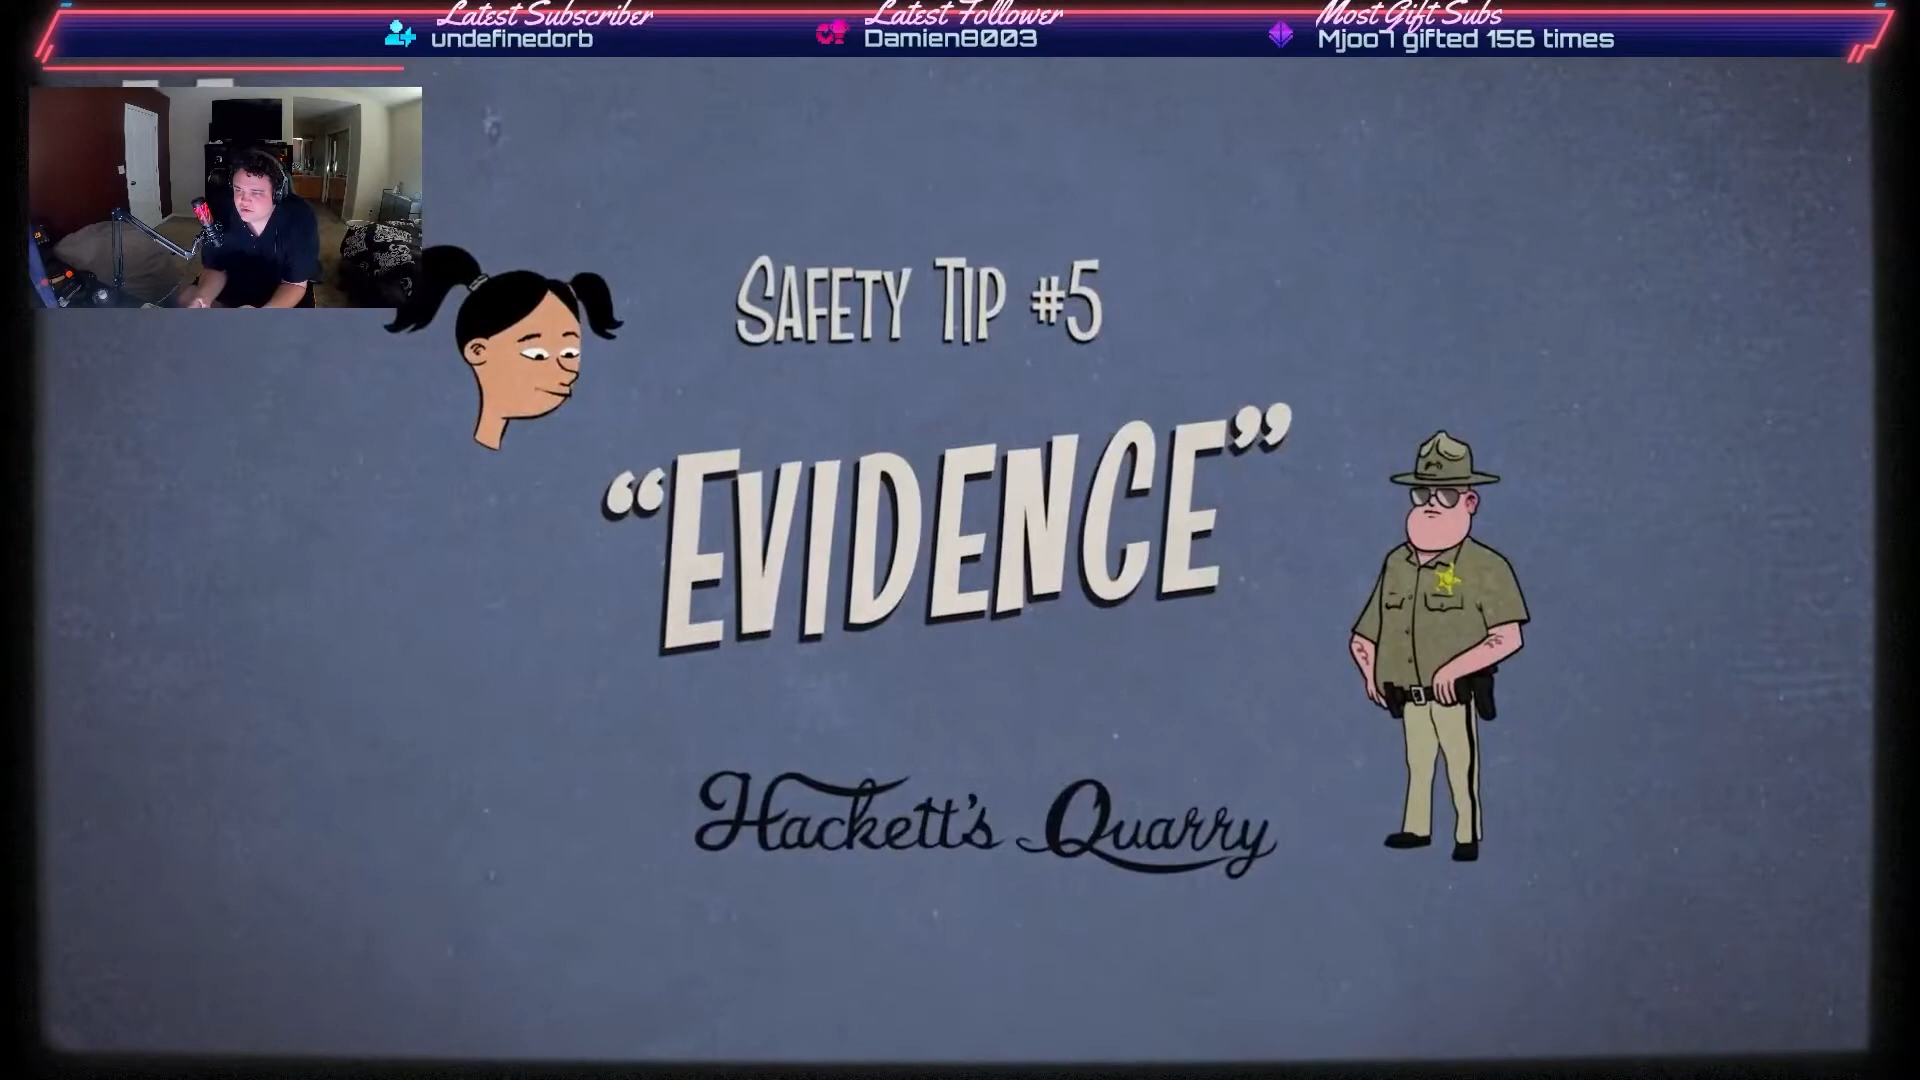 Latest Subscriber
undefinedorb
Latest Follower
Damien8003
Most Gift Subs
Mjoo7 gifted 156 times
SAFETY TIP #5
“EVIDENCE”
Hackett's Quarry